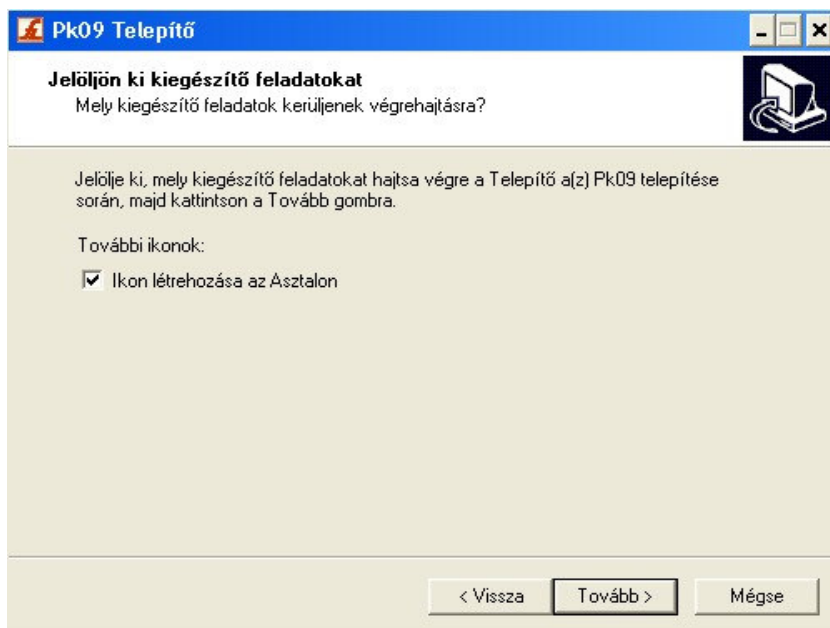 Pk09 Telepítő
Jelöljön ki kiegészítő feladatokat
Mely kiegészítő feladatok kerüljenek végrehajtásra?
Jelölje ki, mely kiegészítő feladatokat hajtsa végre a Telepítő a(z) Pk09 telepítése
során, majd kattintson a Tovább gombra.
További ikonok:
Ikon létrehozása az Asztalon
< Vissza
Tovább >
Mégse